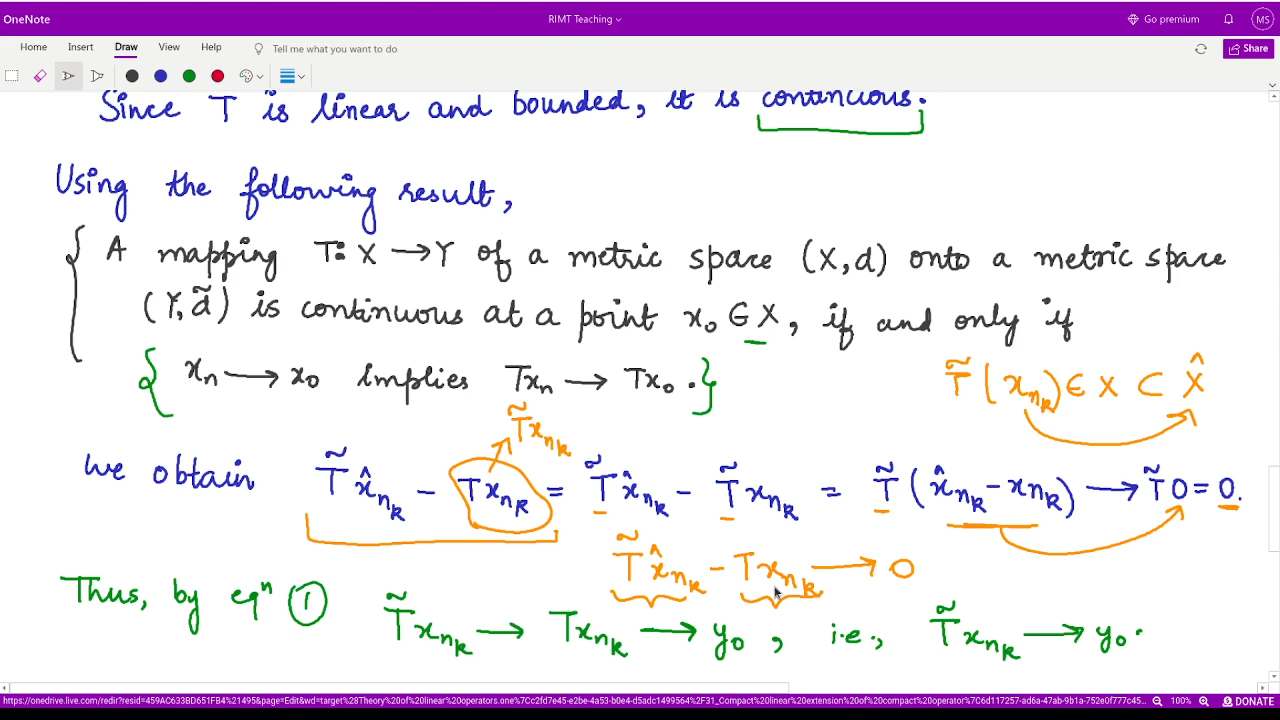 OneNote
RIMT Teaching
Go premium
MS
Home Insert Draw View Help Tell me what you want to do
Share
Since T is linear and bounded, it is continuous.
Using the following result,
A mapping T: X → Y of a metric space (X, d) onto a metric space
(Y, d̃) is continuous at a point x₀ ∈ X, if and only if
{ xₙ → x₀ implies Txₙ → Tx₀. }
T̃(xₙₖ) ∈ X ⊂ X̂
T̃xₙₖ
We obtain T̃x̂ₙₖ - Txₙₖ = T̃x̂ₙₖ - T̃xₙₖ = T̃(x̂ₙₖ - xₙₖ) → T̃0 = 0.
T̃x̂ₙₖ - Txₙₖ → 0
Thus, by eqⁿ ① T̃xₙₖ → Txₙₖ → y₀, i.e., T̃xₙₖ → y₀.
100%
DONATE